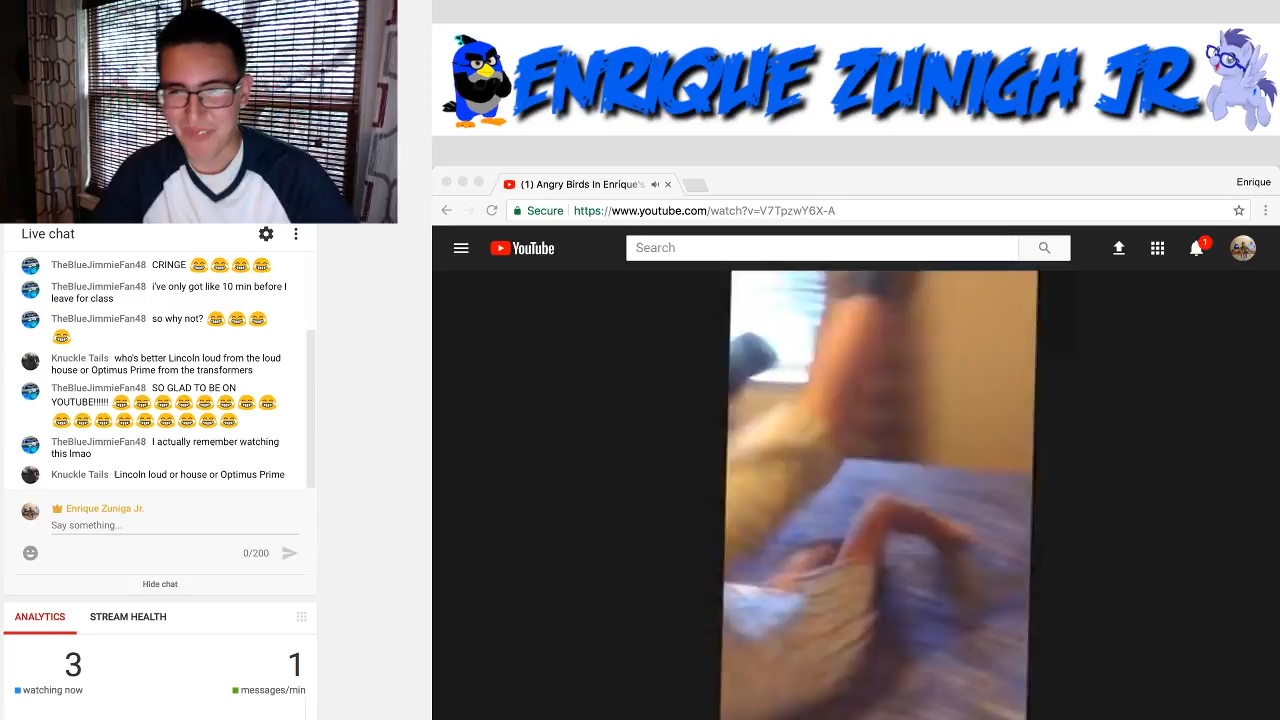 ENRIQUE ZUNIGA JR.
(1) Angry Birds In Enrique's
Enrique
Secure
https://www.youtube.com/watch?v=V7TpzwY6X-A
YouTube
Search
1
Live chat
TheBlueJimmieFan48 CRINGE 😂😂😂😂
TheBlueJimmieFan48 i've only got like 10 min before I
leave for class
TheBlueJimmieFan48 so why not? 😂😂😂
😂
Knuckle Tails who's better Lincoln loud from the loud
house or Optimus Prime from the transformers
TheBlueJimmieFan48 SO GLAD TO BE ON
YOUTUBE!!!!!! 😂😂😂😂😂😂😂😂
😂😂😂😂😂😂😂😂😂
TheBlueJimmieFan48 I actually remember watching
this lmao
Knuckle Tails Lincoln loud or house or Optimus Prime
Enrique Zuniga Jr.
Say something...
0/200
Hide chat
ANALYTICS
STREAM HEALTH
3
1
watching now
messages/min